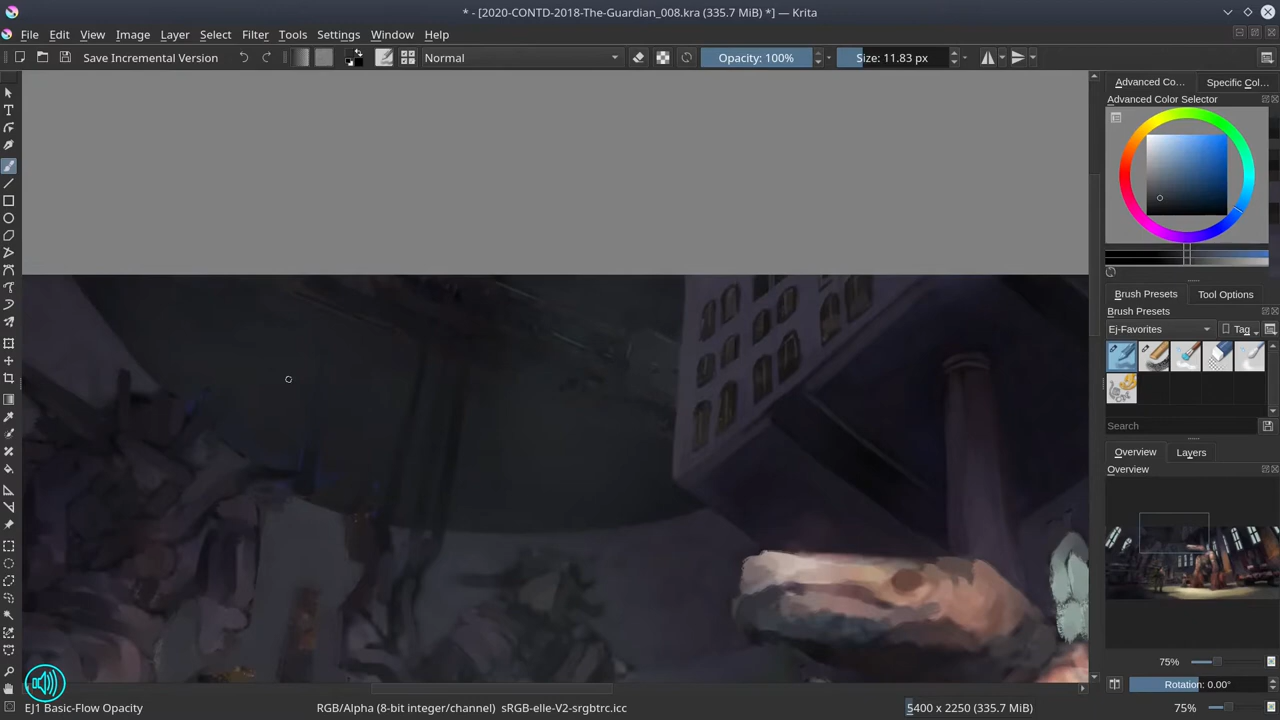 * - [2020-CONTD-2018-The-Guardian_008.kra (335.7 MiB) *] — Krita
File Edit View Image Layer Select Filter Tools Settings Window Help
Save Incremental Version Normal Opacity: 100% Size: 11.83 px
Advanced Co... Specific Col...
Advanced Color Selector
Brush Presets Tool Options
Brush Presets
Ej-Favorites Tag
Search
Overview Layers
Overview
75%
Rotation: 0.00°
EJ1 Basic-Flow Opacity RGB/Alpha (8-bit integer/channel) sRGB-elle-V2-srgbtrc.icc 5400 x 2250 (335.7 MiB) 75%